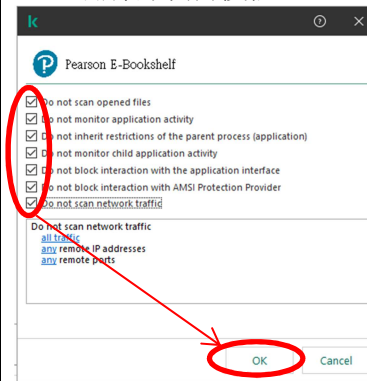 Pearson E-Bookshelf
Do not scan opened files
Do not monitor application activity
Do not inherit restrictions of the parent process (application)
Do not monitor child application activity
Do not block interaction with the application interface
Do not block interaction with AMSI Protection Provider
Do not scan network traffic
Do not scan network traffic
all traffic
any remote IP addresses
any remote ports
OK Cancel